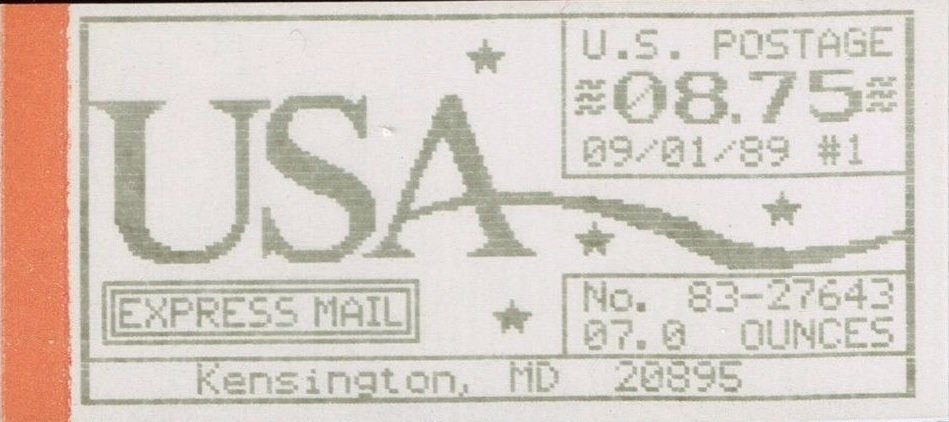 USA
U.S. POSTAGE
08.75
09/01/89 #1
EXPRESS MAIL
No. 83-27643
07.0 OUNCES
Kensington, MD 20895